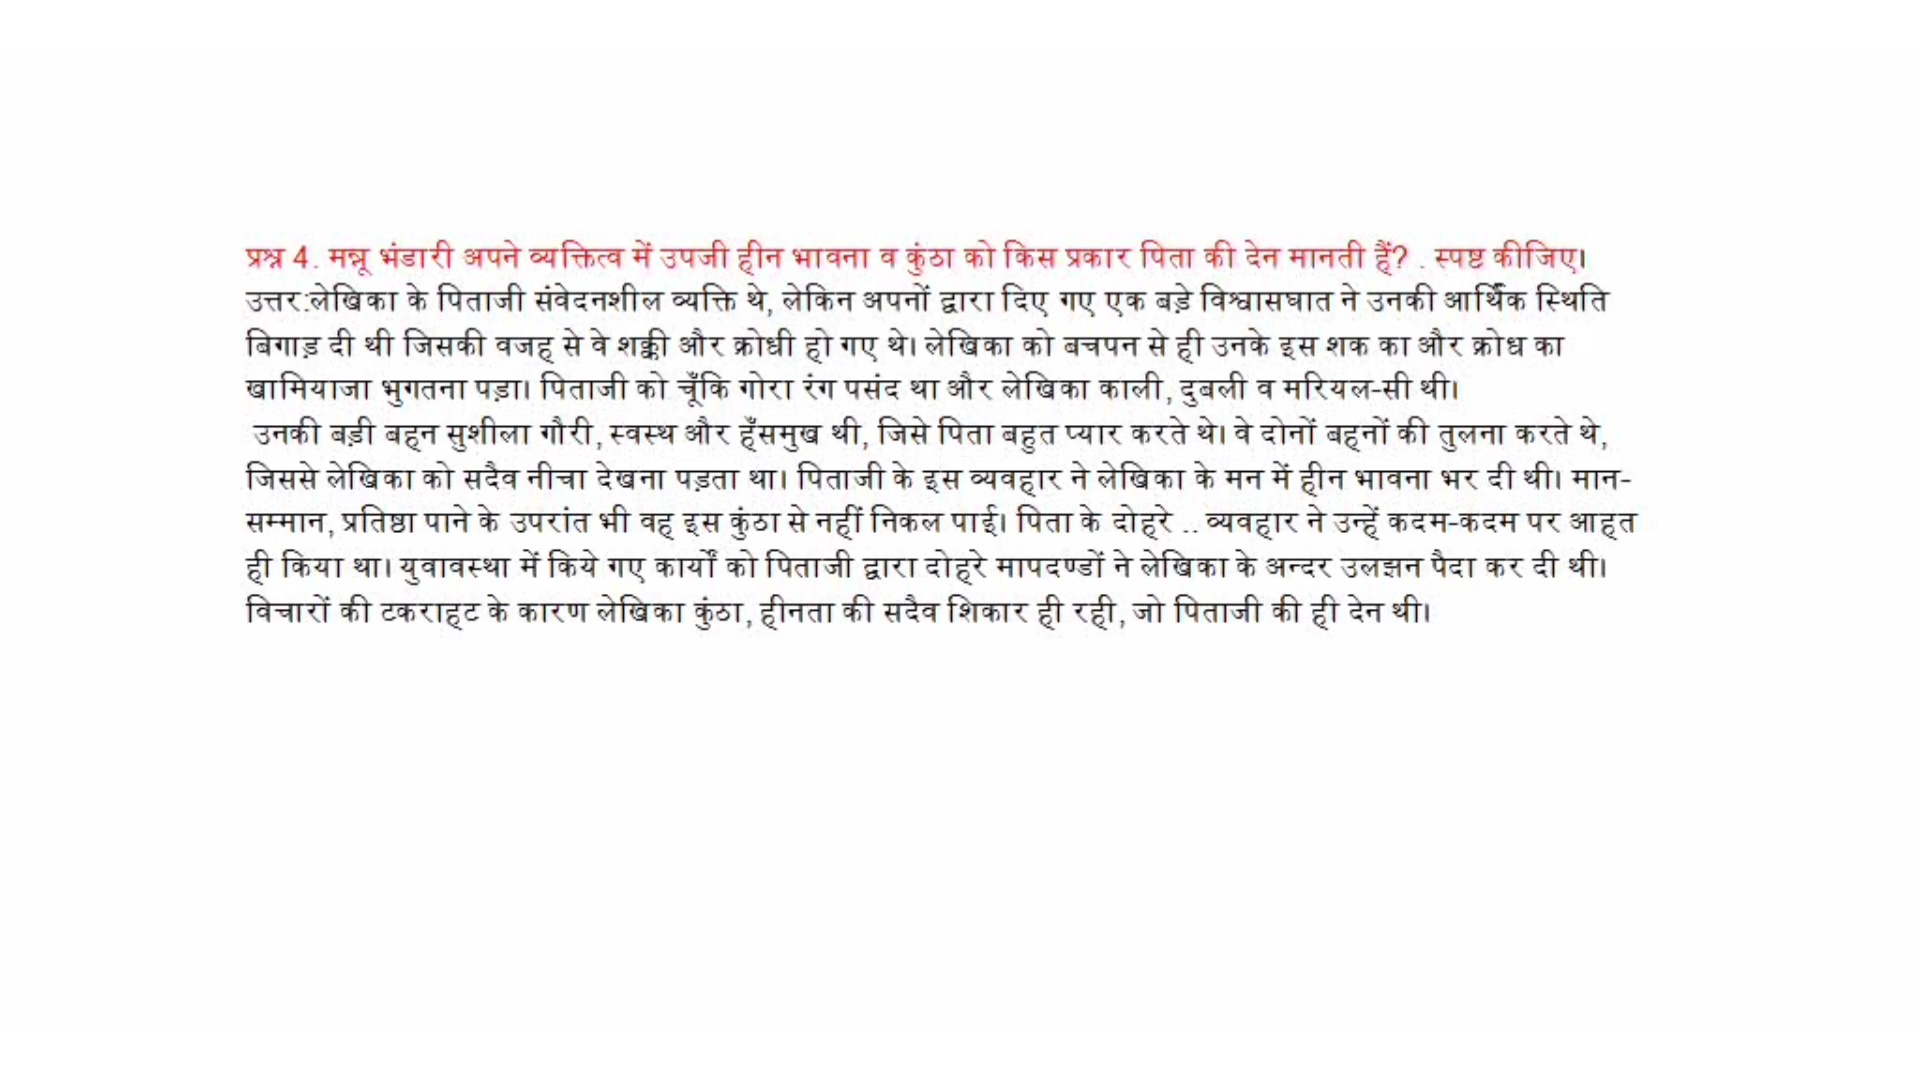 प्रश्न 4. मन्नू भंडारी अपने व्यक्तित्व में उपजी हीन भावना व कुंठा को किस प्रकार पिता की देन मानती हैं? . स्पष्ट कीजिए।
उत्तर:लेखिका के पिताजी संवेदनशील व्यक्ति थे, लेकिन अपनों द्वारा दिए गए एक बड़े विश्वासघात ने उनकी आर्थिक स्थिति
बिगाड़ दी थी जिसकी वजह से वे शक्की और क्रोधी हो गए थे। लेखिका को बचपन से ही उनके इस शक का और क्रोध का
खामियाजा भुगतना पड़ा। पिताजी को चूँकि गोरा रंग पसंद था और लेखिका काली, दुबली व मरियल-सी थी।
उनकी बड़ी बहन सुशीला गौरी, स्वस्थ और हँसमुख थी, जिसे पिता बहुत प्यार करते थे। वे दोनों बहनों की तुलना करते थे,
जिससे लेखिका को सदैव नीचा देखना पड़ता था। पिताजी के इस व्यवहार ने लेखिका के मन में हीन भावना भर दी थी। मान-
सम्मान, प्रतिष्ठा पाने के उपरांत भी वह इस कुंठा से नहीं निकल पाई। पिता के दोहरे .. व्यवहार ने उन्हें कदम-कदम पर आहत
ही किया था। युवावस्था में किये गए कार्यों को पिताजी द्वारा दोहरे मापदण्डों ने लेखिका के अन्दर उलझन पैदा कर दी थी।
विचारों की टकराहट के कारण लेखिका कुंठा, हीनता की सदैव शिकार ही रही, जो पिताजी की ही देन थी।